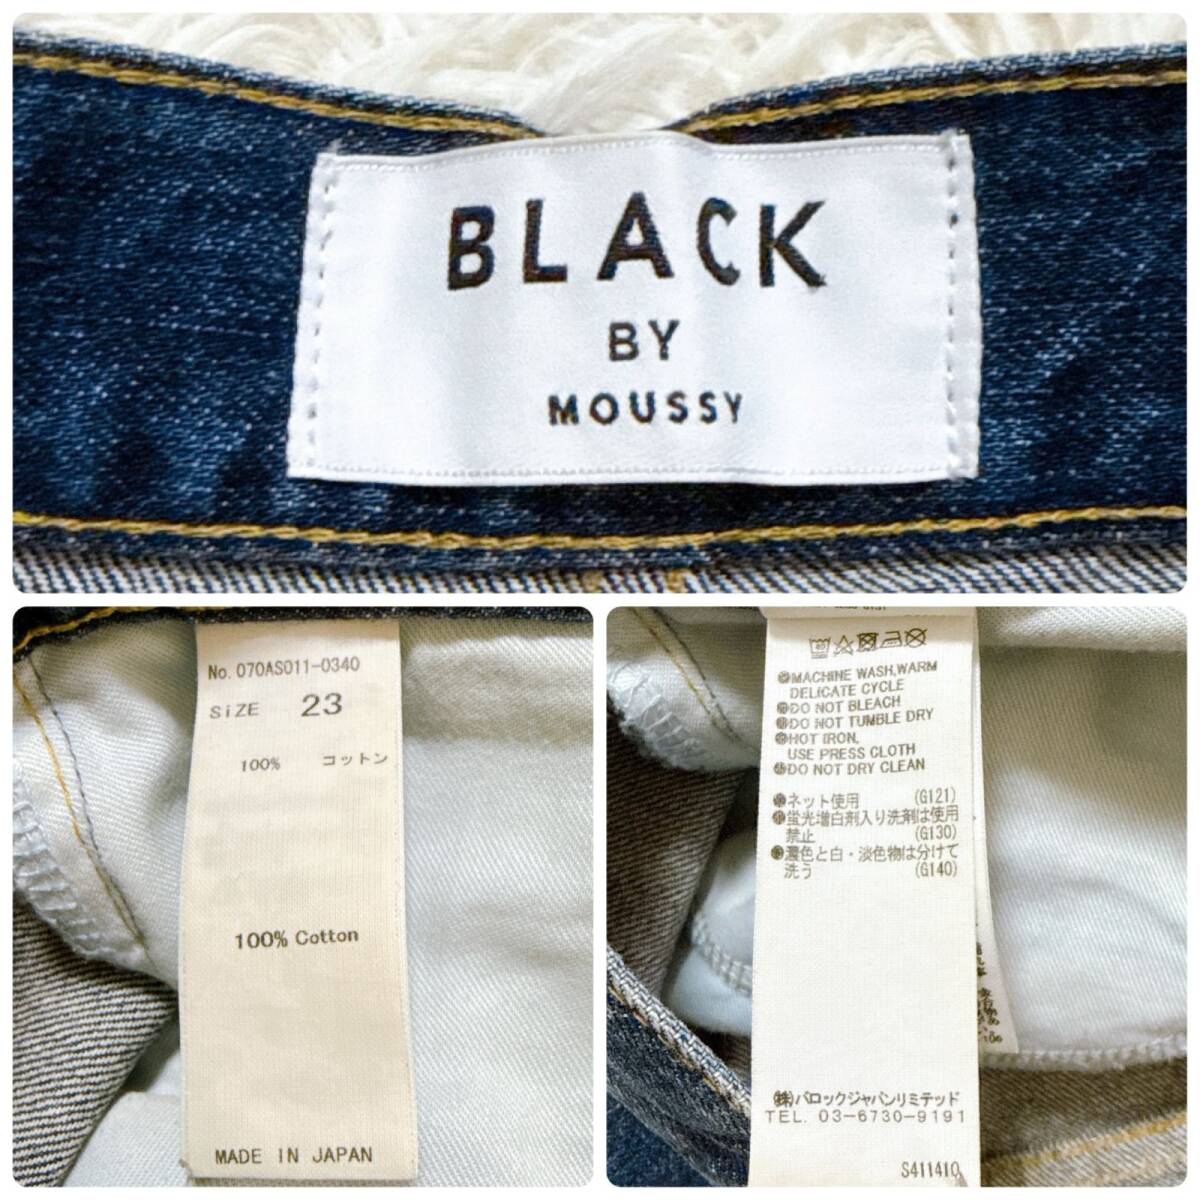 BLACK
BY
MOUSSY
No. 070AS011-0340
SIZE 23
100% コットン
100% Cotton
MADE IN JAPAN
40
MACHINE WASH,WARM
DELICATE CYCLE
DO NOT BLEACH
DO NOT TUMBLE DRY
HOT IRON,
USE PRESS CLOTH
DO NOT DRY CLEAN
ネット使用 (G121)
蛍光増白剤入り洗剤は使用
禁止 (G130)
濃色と白・淡色物は分けて
洗う (G140)
㈱バロックジャパンリミテッド
TEL. 03-6730-9191
S411410